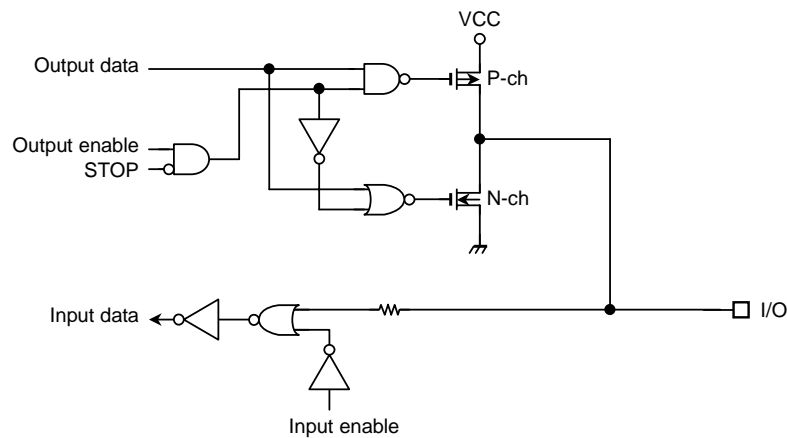 VCC
Output data
P-ch
Output enable
STOP
N-ch
Input data
I/O
Input enable